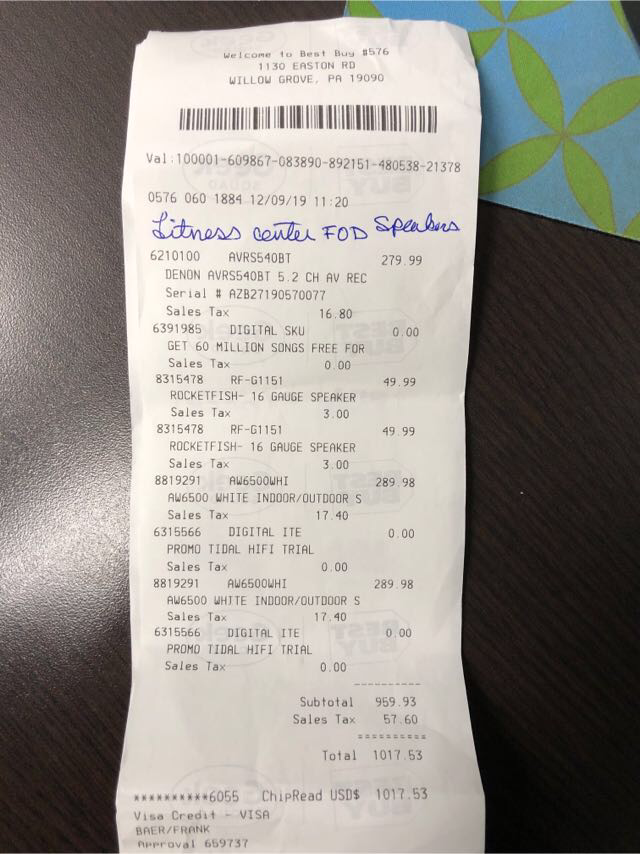 Welcome to Best Buy #576
1130 EASTON RD
WILLOW GROVE, PA 19090
Val:100001-609867-083890-892151-480538-21378
0576 060 1884 12/09/19 11:20
Fitness center FOD Speakers
6210100 AVRS540BT 279.99
DENON AVRS540BT 5.2 CH AV REC
Serial # AZB27190570077
Sales Tax 16.80
6391985 DIGITAL SKU 0.00
GET 60 MILLION SONGS FREE FOR
Sales Tax 0.00
8315478 RF-G1151 49.99
ROCKETFISH- 16 GAUGE SPEAKER
Sales Tax 3.00
8315478 RF-G1151 49.99
ROCKETFISH- 16 GAUGE SPEAKER
Sales Tax 3.00
8819291 AW6500WHI 289.98
AW6500 WHITE INDOOR/OUTDOOR S
Sales Tax 17.40
6315566 DIGITAL ITE 0.00
PROMO TIDAL HIFI TRIAL
Sales Tax 0.00
8819291 AW6500WHI 289.98
AW6500 WHITE INDOOR/OUTDOOR S
Sales Tax 17.40
6315566 DIGITAL ITE 0.00
PROMO TIDAL HIFI TRIAL
Sales Tax 0.00
Subtotal 959.93
Sales Tax 57.60
Total 1017.53
**********6055 ChipRead USD$ 1017.53
Visa Credit - VISA
BAER/FRANK
Approval 659737